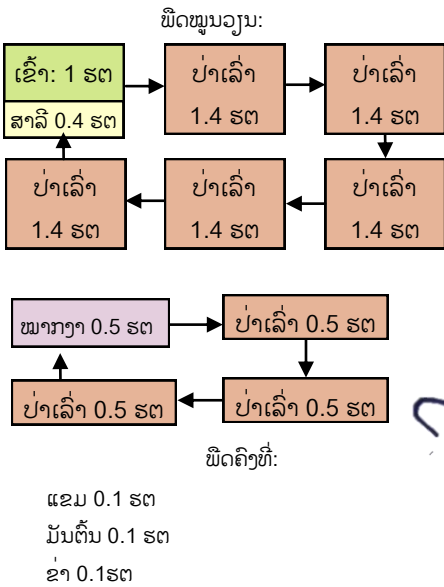 ພືດໝູນວຽນ:
ເຂົ້າ: 1 ຮຕ
ສາລີ 0.4 ຮຕ
ປ່າເລົ່າ
1.4 ຮຕ
ປ່າເລົ່າ
1.4 ຮຕ
ປ່າເລົ່າ
1.4 ຮຕ
ປ່າເລົ່າ
1.4 ຮຕ
ປ່າເລົ່າ
1.4 ຮຕ
ໝາກງາ 0.5 ຮຕ
ປ່າເລົ່າ 0.5 ຮຕ
ປ່າເລົ່າ 0.5 ຮຕ
ປ່າເລົ່າ 0.5 ຮຕ
ພືດຄົງທີ່:
ແຂມ 0.1 ຮຕ
ມັນຕົ້ນ 0.1 ຮຕ
ຂ່າ 0.1ຮຕ